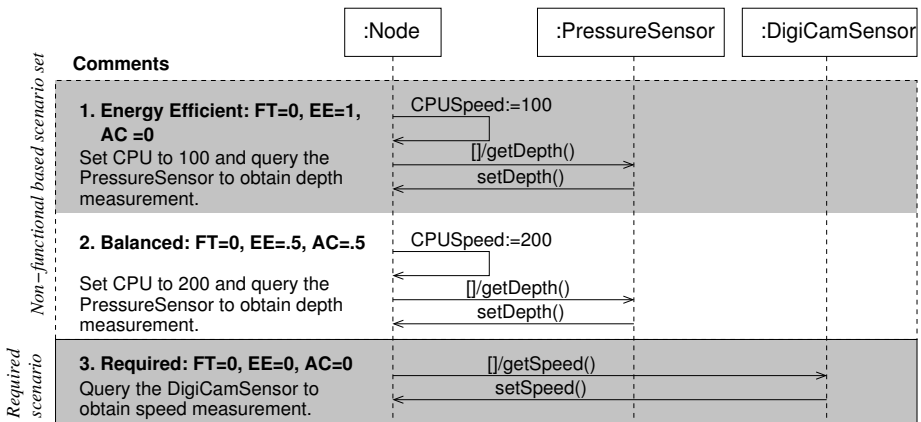 :Node
:PressureSensor
:DigiCamSensor
Comments
Non−functional based scenario set
1. Energy Efficient: FT=0, EE=1,
AC =0
Set CPU to 100 and query the
PressureSensor to obtain depth
measurement.
CPUSpeed:=100
[]/getDepth()
setDepth()
2. Balanced: FT=0, EE=.5, AC=.5
Set CPU to 200 and query the
PressureSensor to obtain depth
measurement.
CPUSpeed:=200
[]/getDepth()
setDepth()
Required
scenario
3. Required: FT=0, EE=0, AC=0
Query the DigiCamSensor to
obtain speed measurement.
[]/getSpeed()
setSpeed()